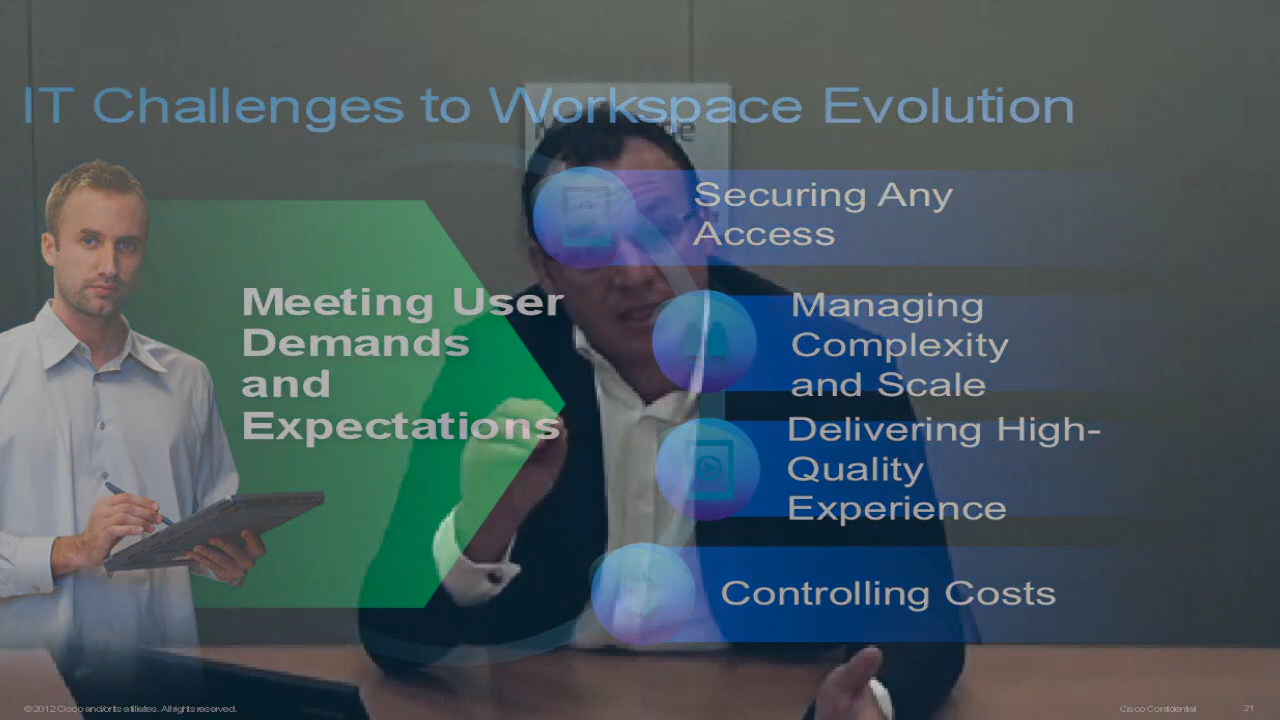 IT Challenges to Workspace Evolution
Meeting User
Demands
and
Expectations
Securing Any
Access
Managing
Complexity
and Scale
Delivering High-
Quality
Experience
Controlling Costs
© 2012 Cisco and/or its affiliates. All rights reserved.
Cisco Confidential
21